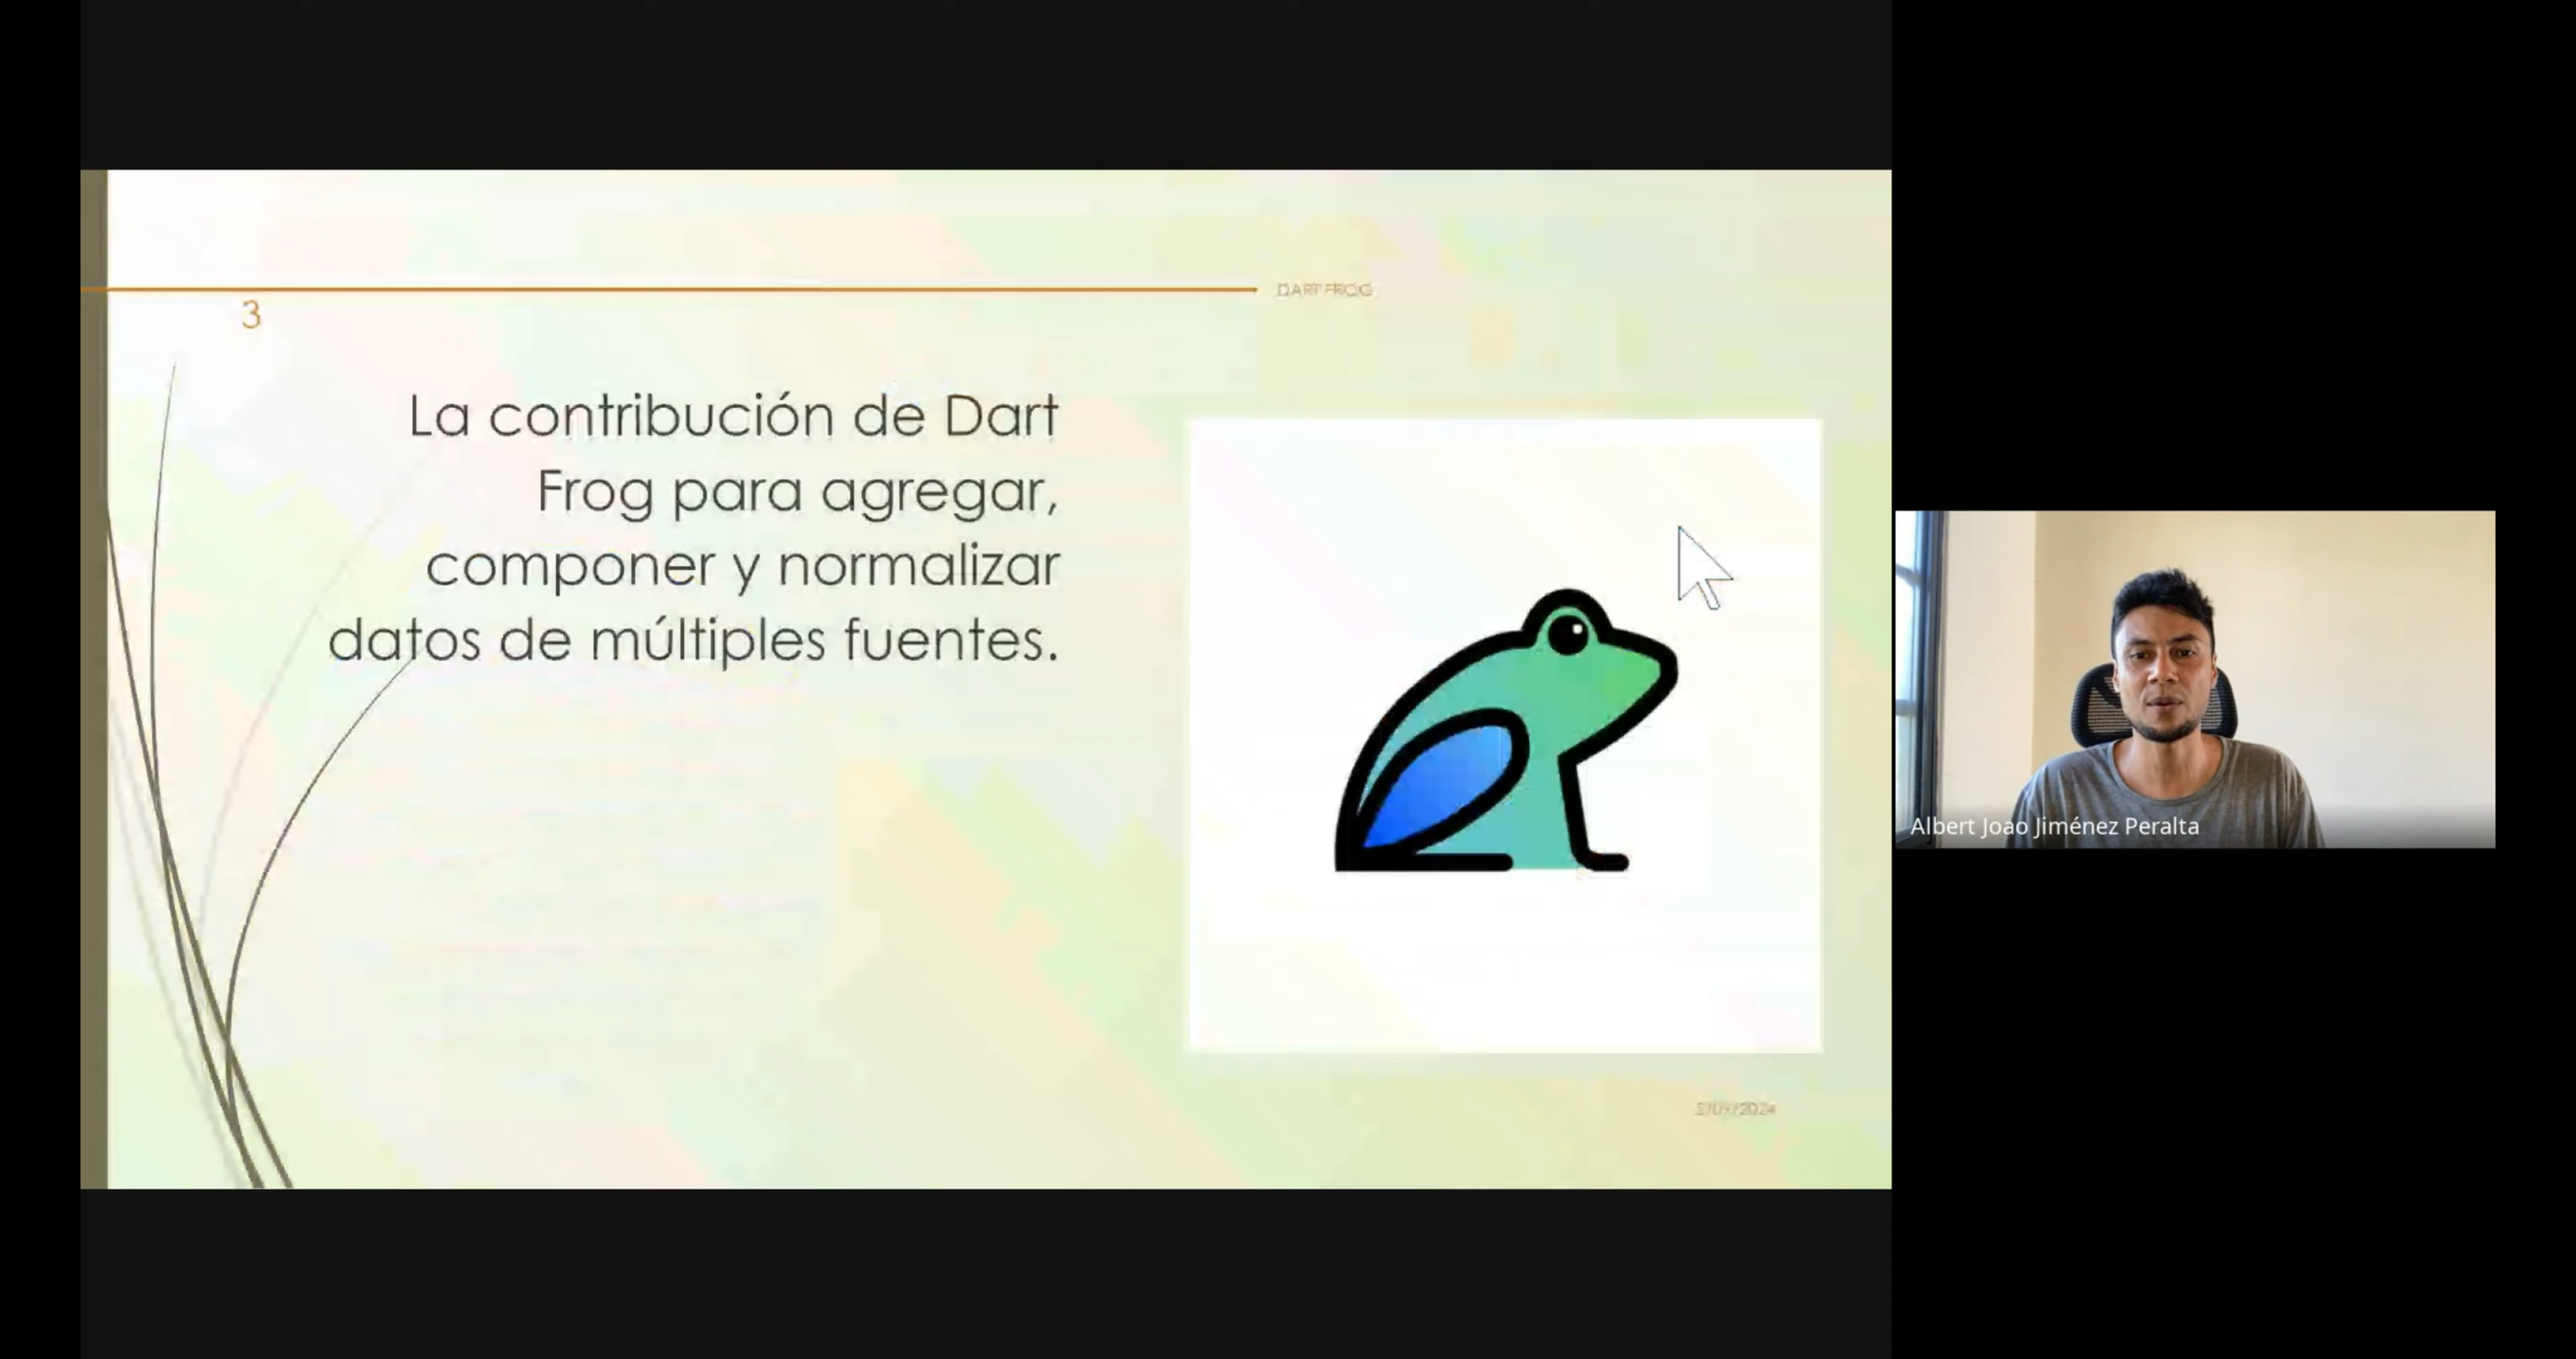 DART FROG
3
La contribución de Dart
Frog para agregar,
componer y normalizar
datos de múltiples fuentes.
Albert Joao Jiménez Peralta